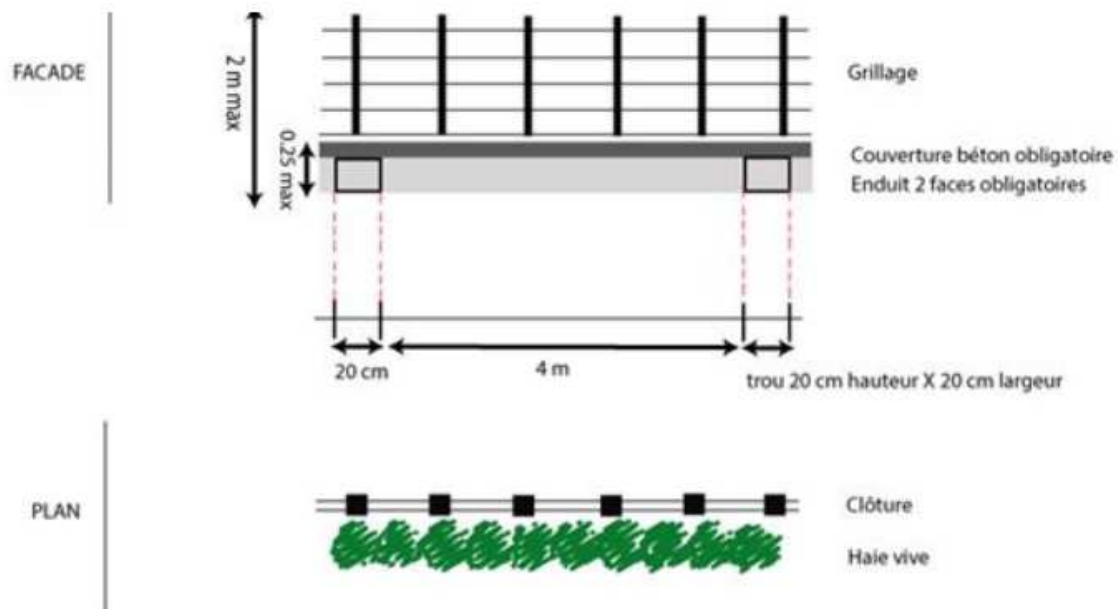 FACADE
2 m max
0.25 max
Grillage
Couverture béton obligatoire
Enduit 2 faces obligatoires
20 cm
4 m
trou 20 cm hauteur X 20 cm largeur
PLAN
Clôture
Haie vive